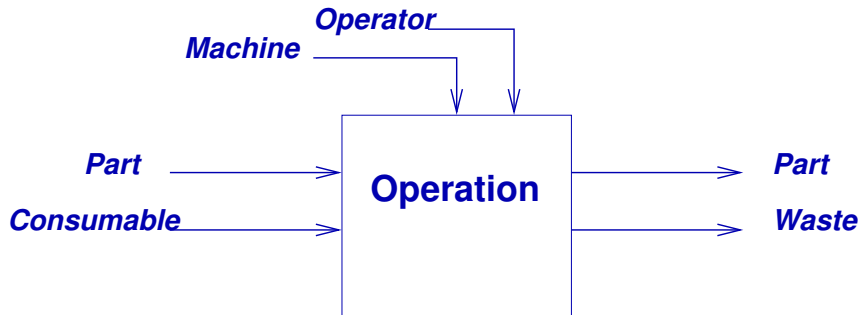 Operator
Machine
Part
Operation
Part
Consumable
Waste